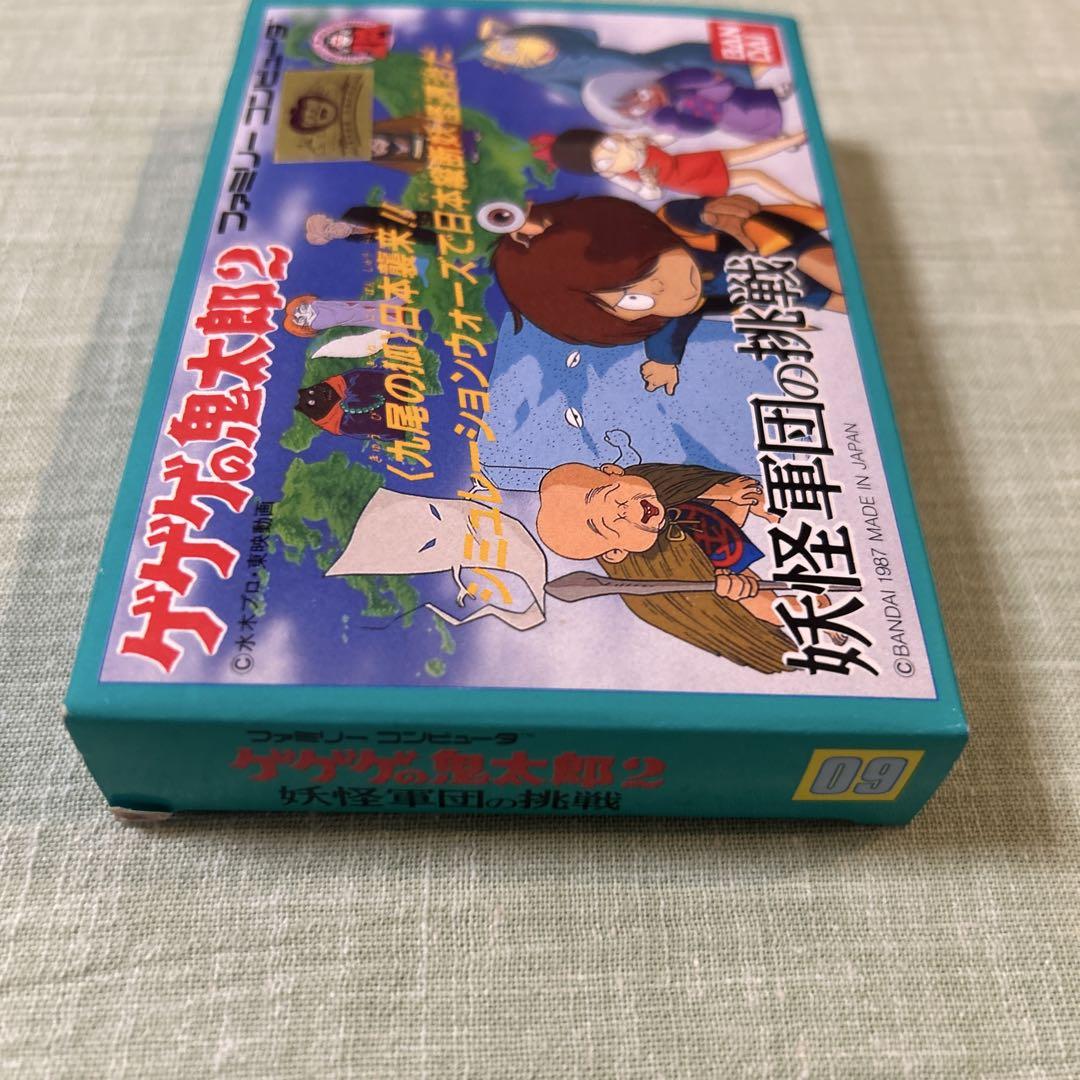 ファミリー コンピュータ
BAN
DAI
ゲゲゲの鬼太郎2
©水木プロ・東映動画
〈九尾の狐〉日本襲来!!
シミュレーションウォーズで日本縦断妖怪
妖怪軍団の挑戦
©BANDAI 1987 MADE IN JAPAN
ファミリー コンピュータ™
ゲゲゲの鬼太郎2
妖怪軍団の挑戦
09